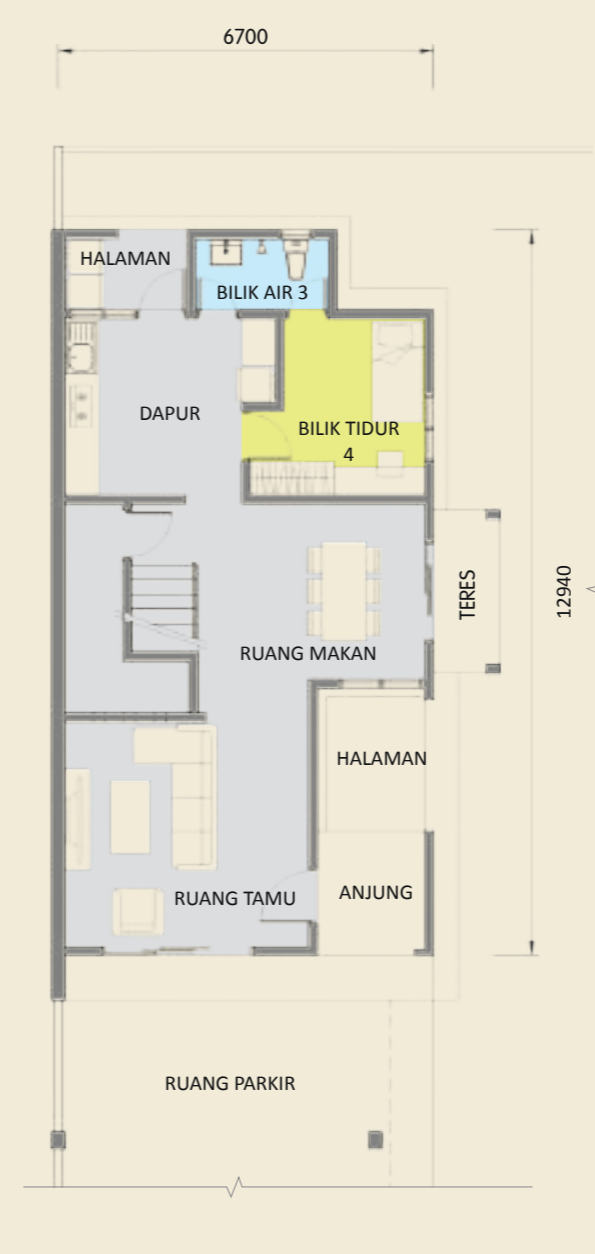 6700
HALAMAN
BILIK AIR 3
DAPUR
BILIK TIDUR
4
TERES
12940
RUANG MAKAN
HALAMAN
ANJUNG
RUANG TAMU
RUANG PARKIR